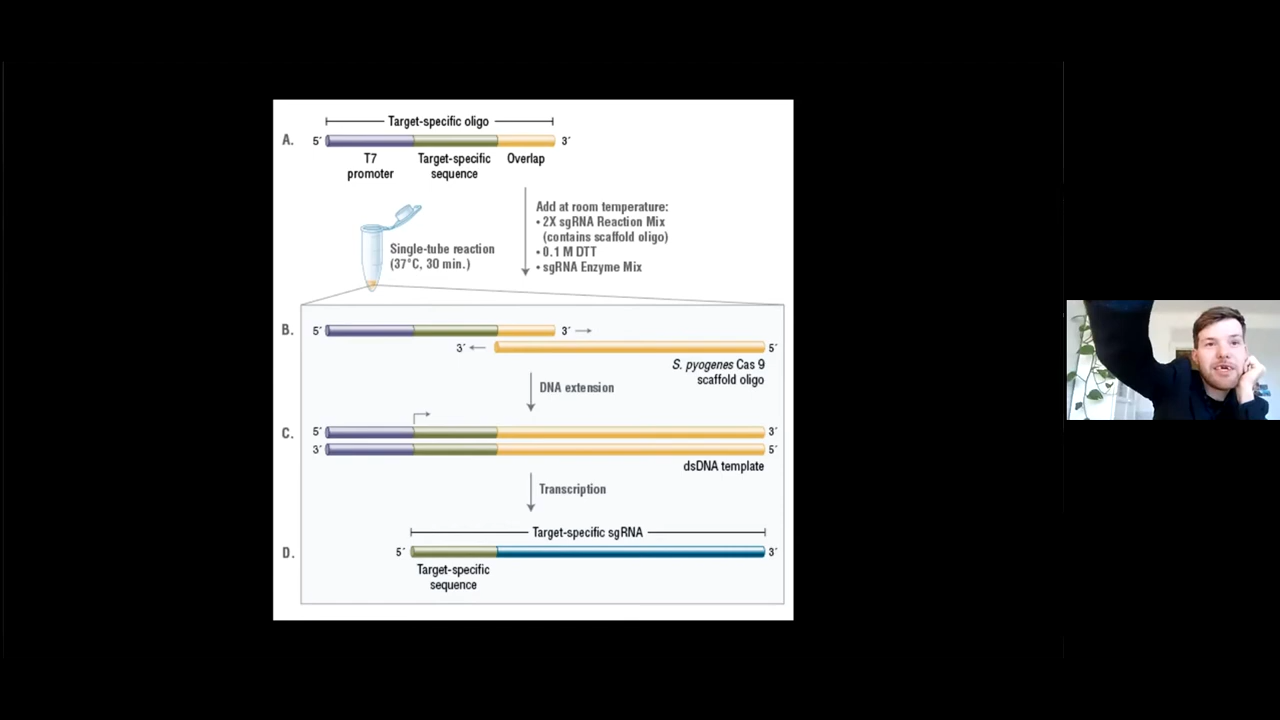 Target-specific oligo
A.
5´
3´
T7
promoter
Target-specific
sequence
Overlap
Add at room temperature:
• 2X sgRNA Reaction Mix
(contains scaffold oligo)
• 0.1 M DTT
• sgRNA Enzyme Mix
Single-tube reaction
(37°C, 30 min.)
B.
5´
3´
3´
5´
S. pyogenes Cas 9
scaffold oligo
DNA extension
C.
5´
3´
3´
5´
dsDNA template
Transcription
Target-specific sgRNA
D.
5´
3´
Target-specific
sequence